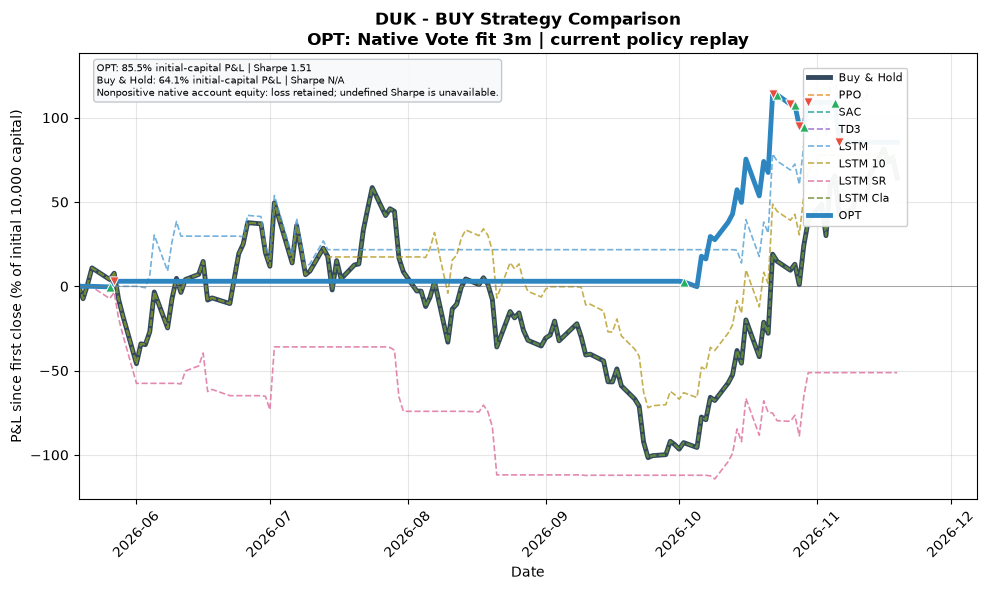 DUK - BUY Strategy Comparison
OPT: Native Vote fit 3m | current policy replay
OPT: 85.5% initial-capital P&L | Sharpe 1.51
Buy & Hold: 64.1% initial-capital P&L | Sharpe N/A
Nonpositive native account equity: loss retained; undefined Sharpe is unavailable.
Buy & Hold
PPO
SAC
TD3
LSTM
LSTM 10
LSTM SR
LSTM Cla
OPT
P&L since first close (% of initial 10,000 capital)
100
50
0
−50
−100
2026-06
2026-07
2026-08
2026-09
2026-10
2026-11
2026-12
Date